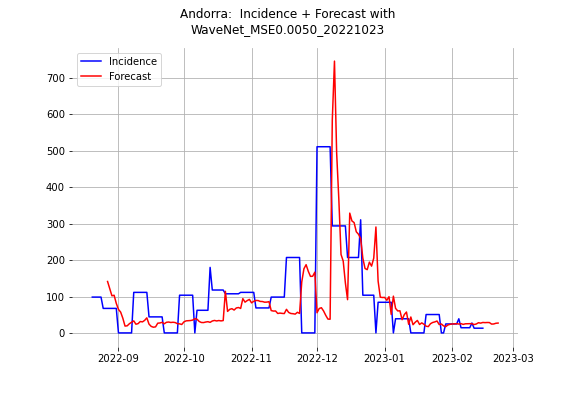 Andorra:  Incidence + Forecast with
WaveNet_MSE0.0050_20221023
Incidence
Forecast
700
600
500
400
300
200
100
0
2022-09 2022-10 2022-11 2022-12 2023-01 2023-02 2023-03